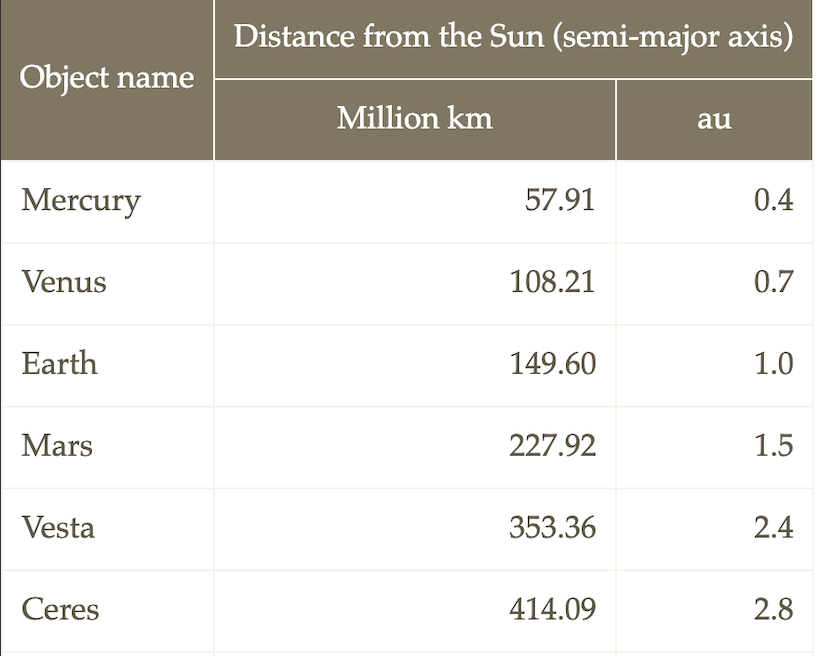 Object name
Distance from the Sun (semi-major axis)
Million km
au
Mercury 57.91 0.4
Venus 108.21 0.7
Earth 149.60 1.0
Mars 227.92 1.5
Vesta 353.36 2.4
Ceres 414.09 2.8